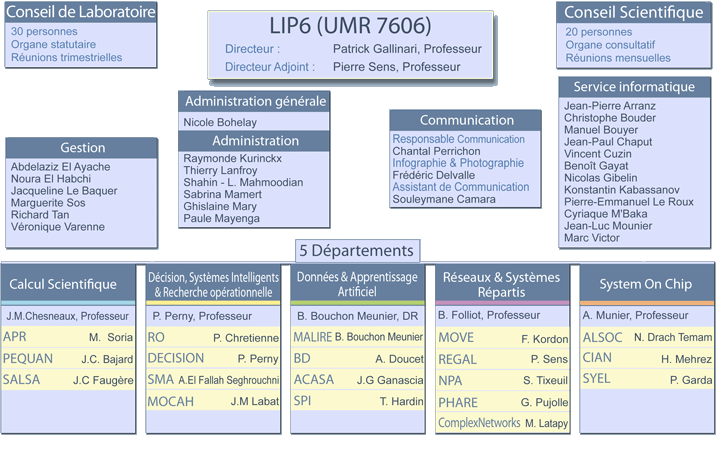 Conseil de Laboratoire
30 personnes
Organe statutaire
Réunions trimestrielles
LIP6 (UMR 7606)
Directeur : Patrick Gallinari, Professeur
Directeur Adjoint : Pierre Sens, Professeur
Conseil Scientifique
20 personnes
Organe consultatif
Réunions mensuelles
Gestion
Abdelaziz El Ayache
Noura El Habchi
Jacqueline Le Baquer
Marguerite Sos
Richard Tan
Véronique Varenne
Administration générale
Nicole Bohelay
Administration
Raymonde Kurinckx
Thierry Lanfroy
Shahin - L. Mahmoodian
Sabrina Mamert
Ghislaine Mary
Paule Mayenga
Communication
Responsable Communication
Chantal Perrichon
Infographie & Photographie
Frédéric Delvalle
Assistant de Communication
Souleymane Camara
Service informatique
Jean-Pierre Arranz
Christophe Bouder
Manuel Bouyer
Jean-Paul Chaput
Vincent Cuzin
Benoît Gayat
Nicolas Gibelin
Konstantin Kabassanov
Pierre-Emmanuel Le Roux
Cyriaque M'Baka
Jean-Luc Mounier
Marc Victor
5 Départements
Calcul Scientifique
J.M.Chesneaux, Professeur
APR M. Soria
PEQUAN J.C. Bajard
SALSA J.C Faugère
Décision, Systèmes Intelligents
& Recherche opérationnelle
P. Perny, Professeur
RO P. Chretienne
DECISION P. Perny
SMA A.El Fallah Seghrouchni
MOCAH J.M Labat
Données & Apprentissage
Artificiel
B. Bouchon Meunier, DR
MALIRE B. Bouchon Meunier
BD A. Doucet
ACASA J.G Ganascia
SPI T. Hardin
Réseaux & Systèmes
Répartis
B. Folliot, Professeur
MOVE F. Kordon
REGAL P. Sens
NPA S. Tixeuil
PHARE G. Pujolle
ComplexNetworks M. Latapy
System On Chip
A. Munier, Professeur
ALSOC N. Drach Temam
CIAN H. Mehrez
SYEL P. Garda